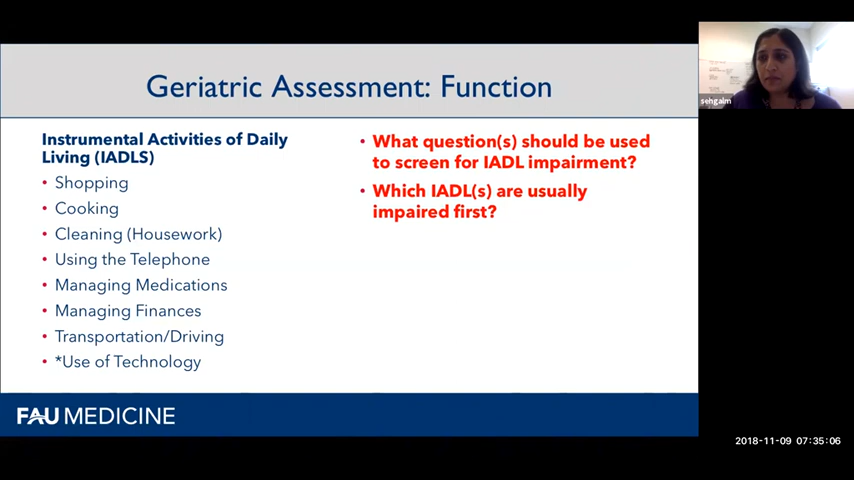 Geriatric Assessment: Function
Instrumental Activities of Daily
Living (IADLS)
• Shopping
• Cooking
• Cleaning (Housework)
• Using the Telephone
• Managing Medications
• Managing Finances
• Transportation/Driving
• *Use of Technology
• What question(s) should be used
to screen for IADL impairment?
• Which IADL(s) are usually
impaired first?
FAU MEDICINE
sehgalm
2018-11-09 07:35:06